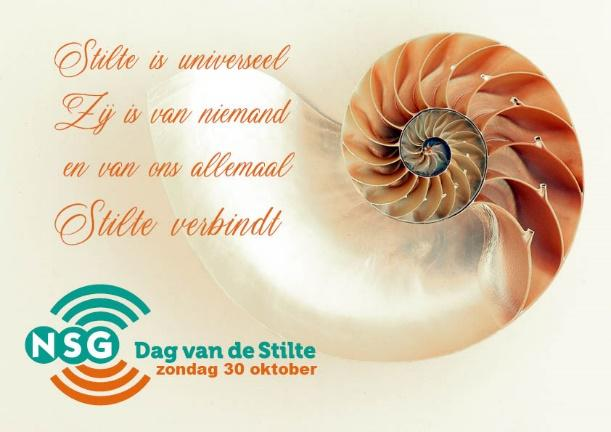 Stilte is universeel
Zij is van niemand
en van ons allemaal
Stilte verbindt
NSG
Dag van de Stilte
zondag 30 oktober